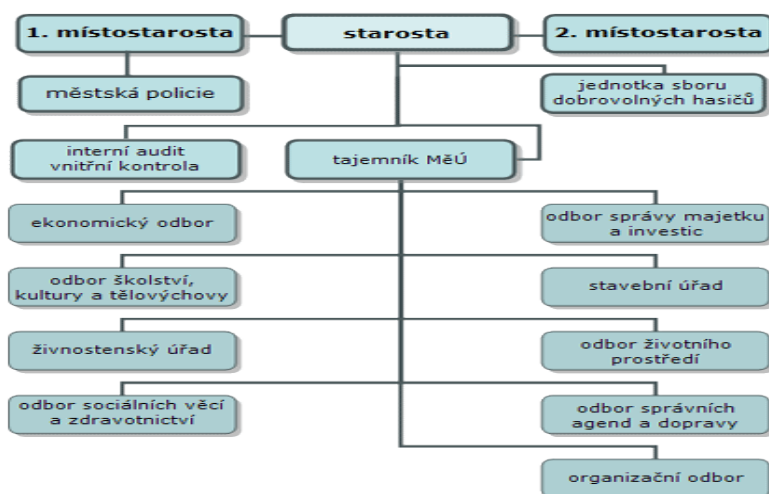 1. místostarosta
starosta
2. místostarosta
městská policie
jednotka sboru
dobrovolných hasičů
interní audit
vnitřní kontrola
tajemník MěÚ
ekonomický odbor
odbor správy majetku
a investic
odbor školství,
kultury a tělovýchovy
stavební úřad
živnostenský úřad
odbor životního
prostředí
odbor sociálních věcí
a zdravotnictví
odbor správních
agend a dopravy
organizační odbor